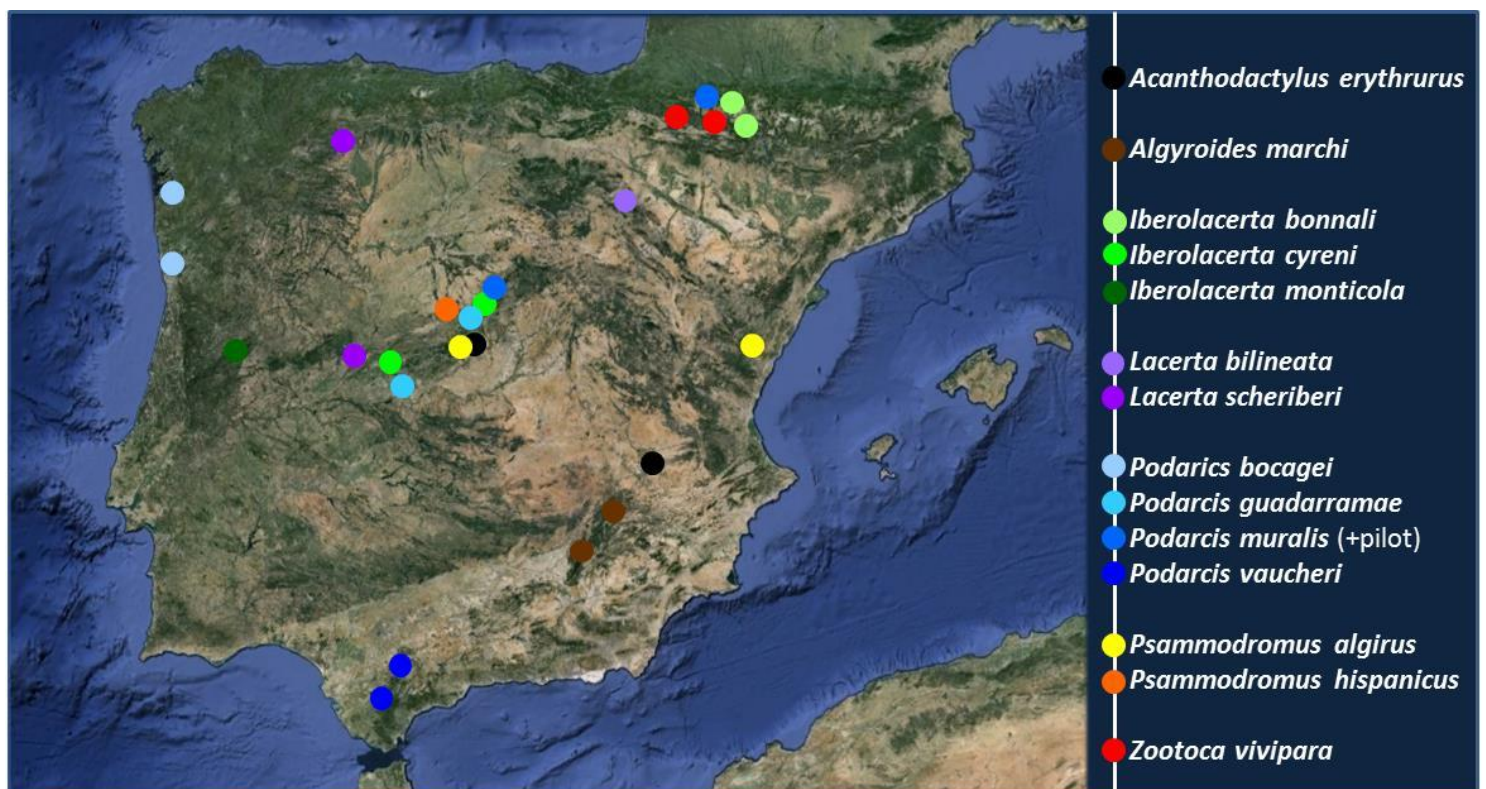 Acanthodactylus erythrurus
Algyroides marchi
Iberolacerta bonnali
Iberolacerta cyreni
Iberolacerta monticola
Lacerta bilineata
Lacerta scheriberi
Podarics bocagei
Podarcis guadarramae
Podarcis muralis (+pilot)
Podarcis vaucheri
Psammodromus algirus
Psammodromus hispanicus
Zootoca vivipara